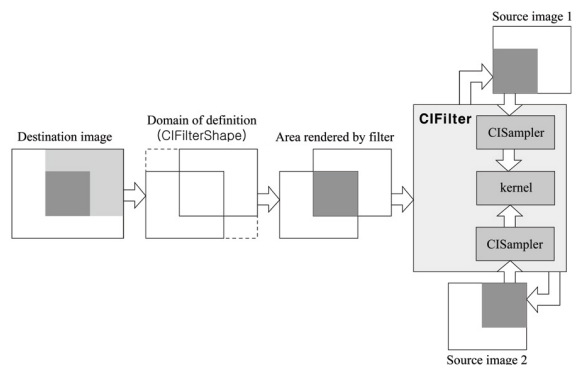 Source image 1
Domain of definition
(CIFilterShape)
Destination image
Area rendered by filter
CIFilter
CISampler
kernel
CISampler
Source image 2